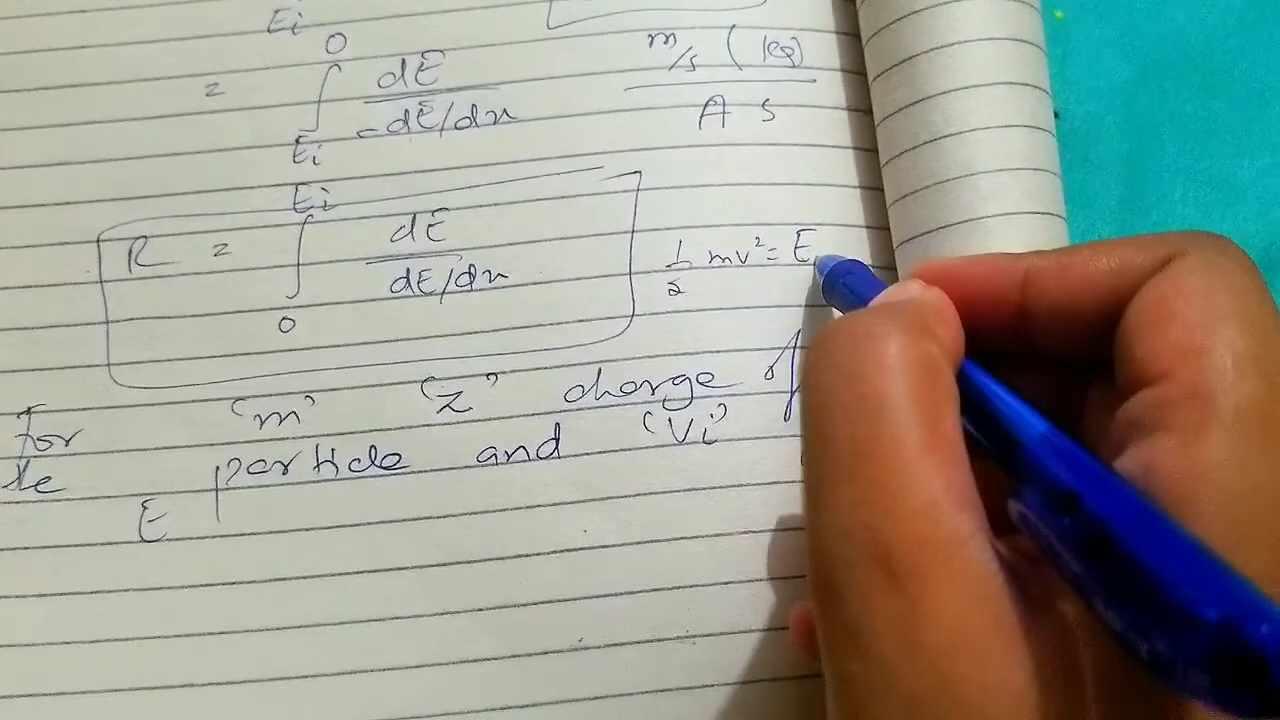 Ei
0
= ∫ dE
-dE/dx
Ei
m/s (kg)
A s
Ei
R = ∫ dE
dE/dx
0
1/2 mv² = E
For 'm' 'z' charge of
the particle and 'Vi'
E